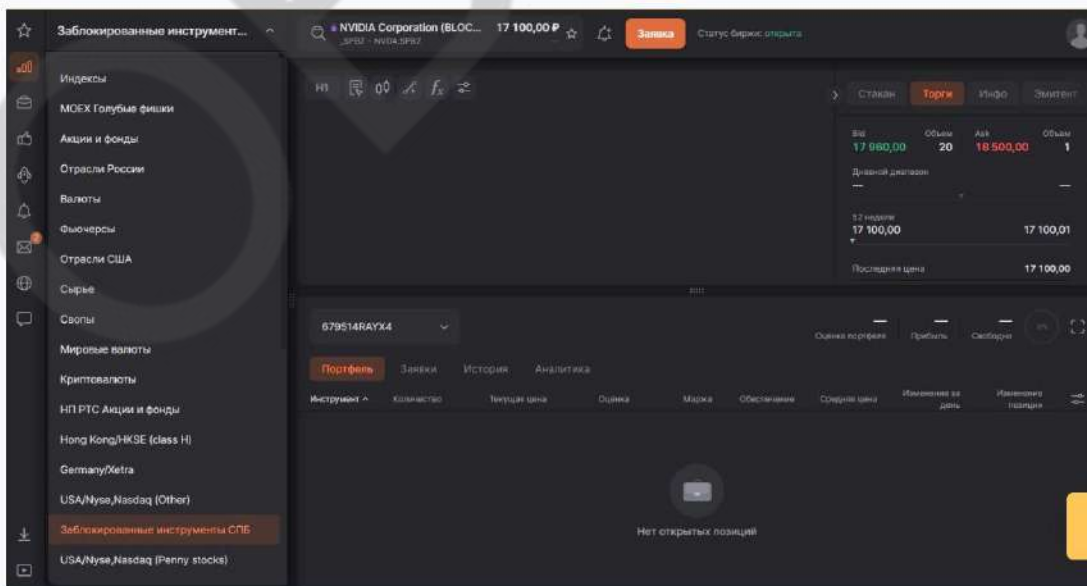 Заблокированные инструмент...
NVIDIA Corporation (BLOC... 17 100,00 ₽
_SPBZ - NVDA.SPBZ
Заявка
Статус биржи: открыта
Индексы
MOEX Голубые фишки
Акции и фонды
Отрасли России
Валюты
Фьючерсы
Отрасли США
Сырье
Свопы
Мировые валюты
Криптовалюты
НП РТС Акции и фонды
Hong Kong/HKSE (class H)
Germany/Xetra
USA/Nyse,Nasdaq (Other)
Заблокированные инструменты СПБ
USA/Nyse,Nasdaq (Penny stocks)
2
H1
Стакан Торги Инфо Эмитент
Bid Объем Ask Объем
17 960,00 20 18 500,00 1
Дневной диапазон
— —
52 недели
17 100,00 17 100,01
Последняя цена 17 100,00
679514RAYX4
— — —
Оценка портфеля Прибыль Свободно
Портфель Заявки История Аналитика
Инструмент Количество Текущая цена Оценка Маржа Обеспечение Средняя цена Изменение за день Изменение позиции
Нет открытых позиций